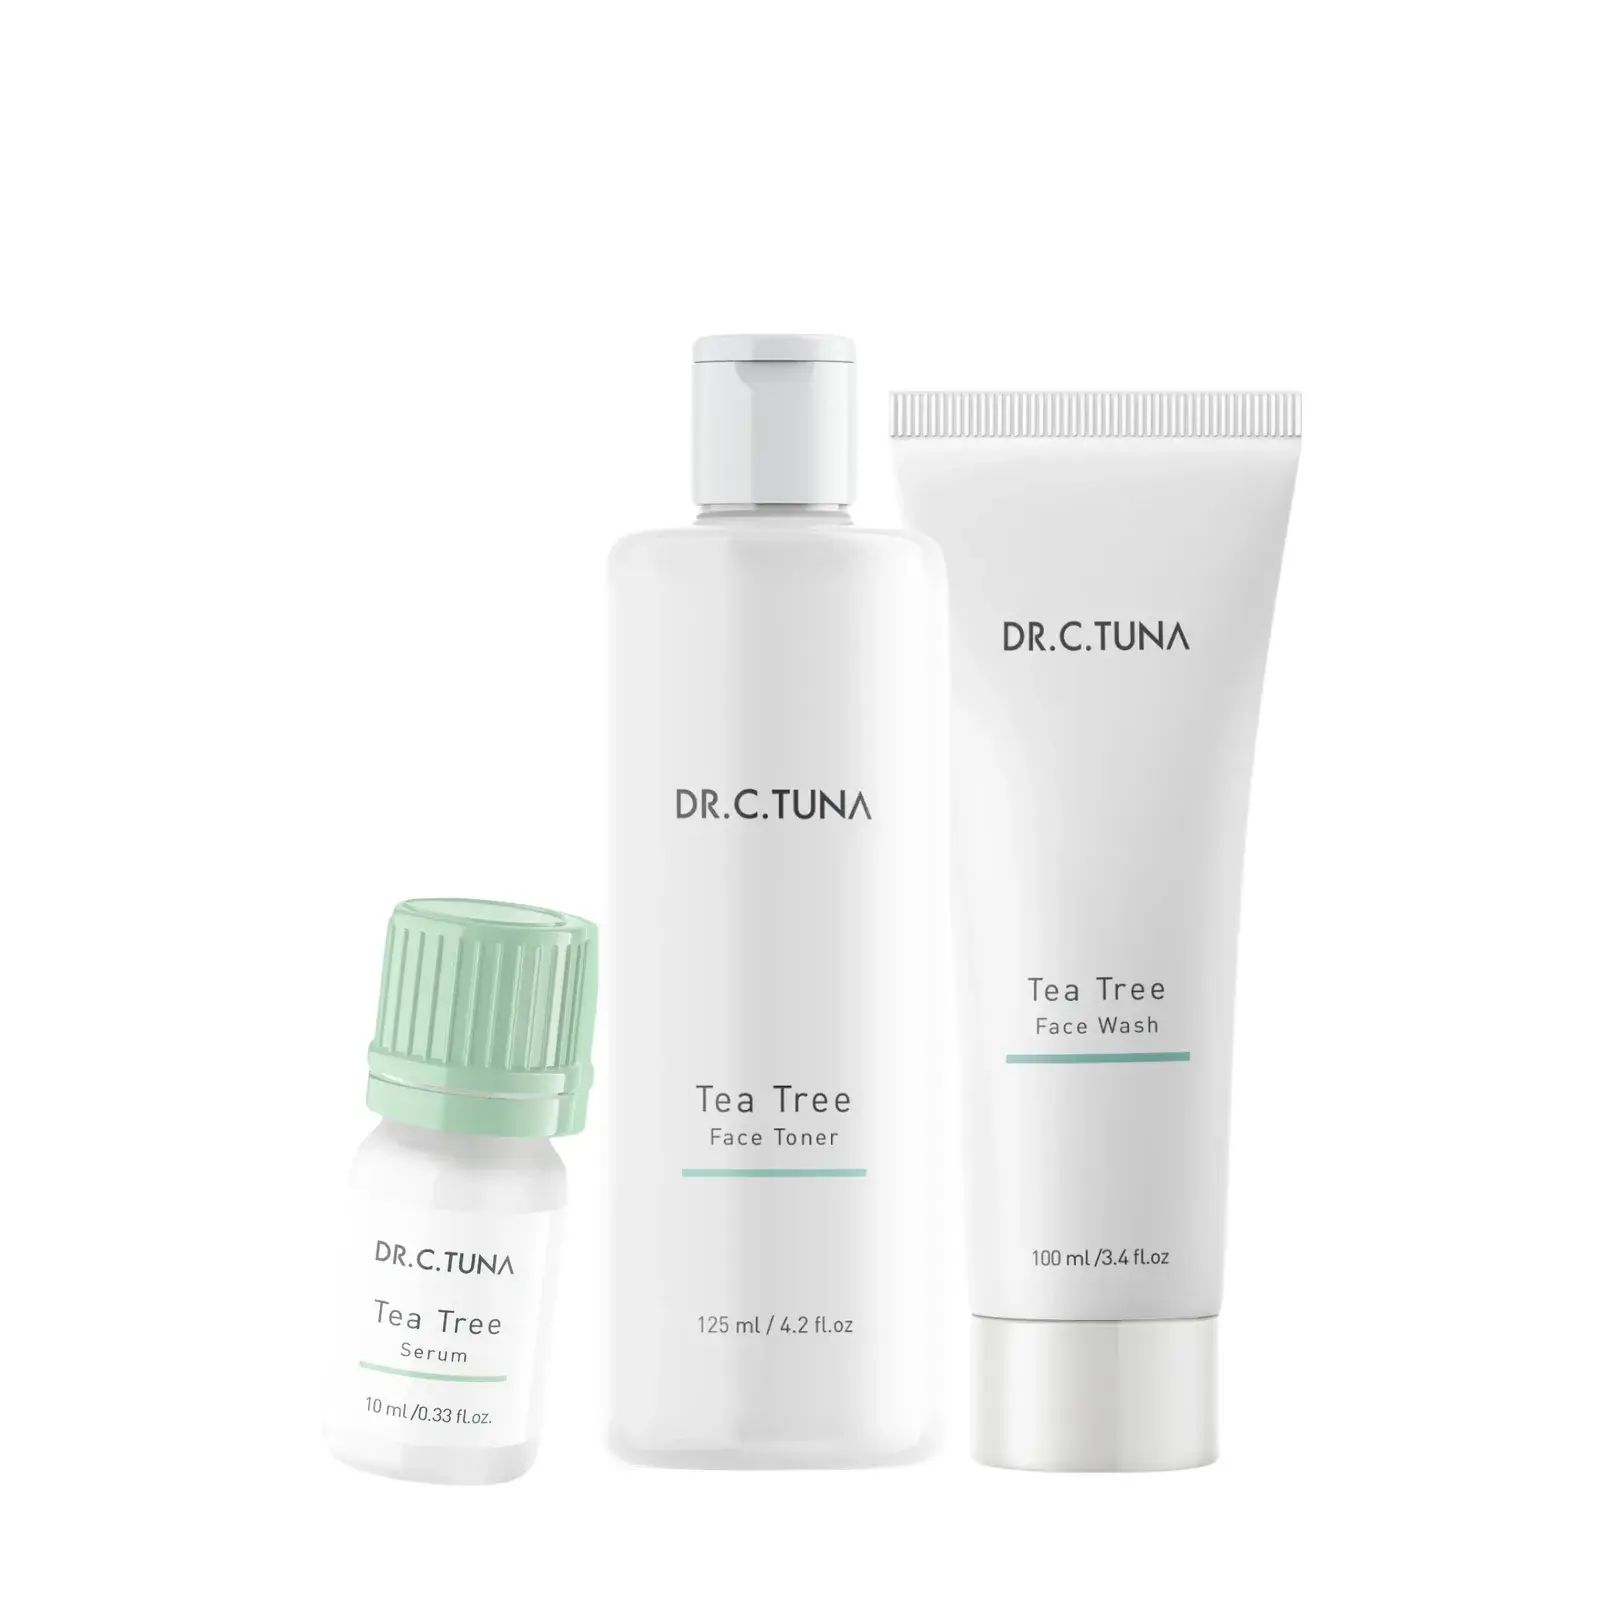 DR.C.TUNA
Tea Tree
Serum
10 ml/0.33 fl.oz.
DR.C.TUNA
Tea Tree
Face Toner
125 ml / 4.2 fl.oz
DR.C.TUNA
Tea Tree
Face Wash
100 ml/3.4 fl.oz